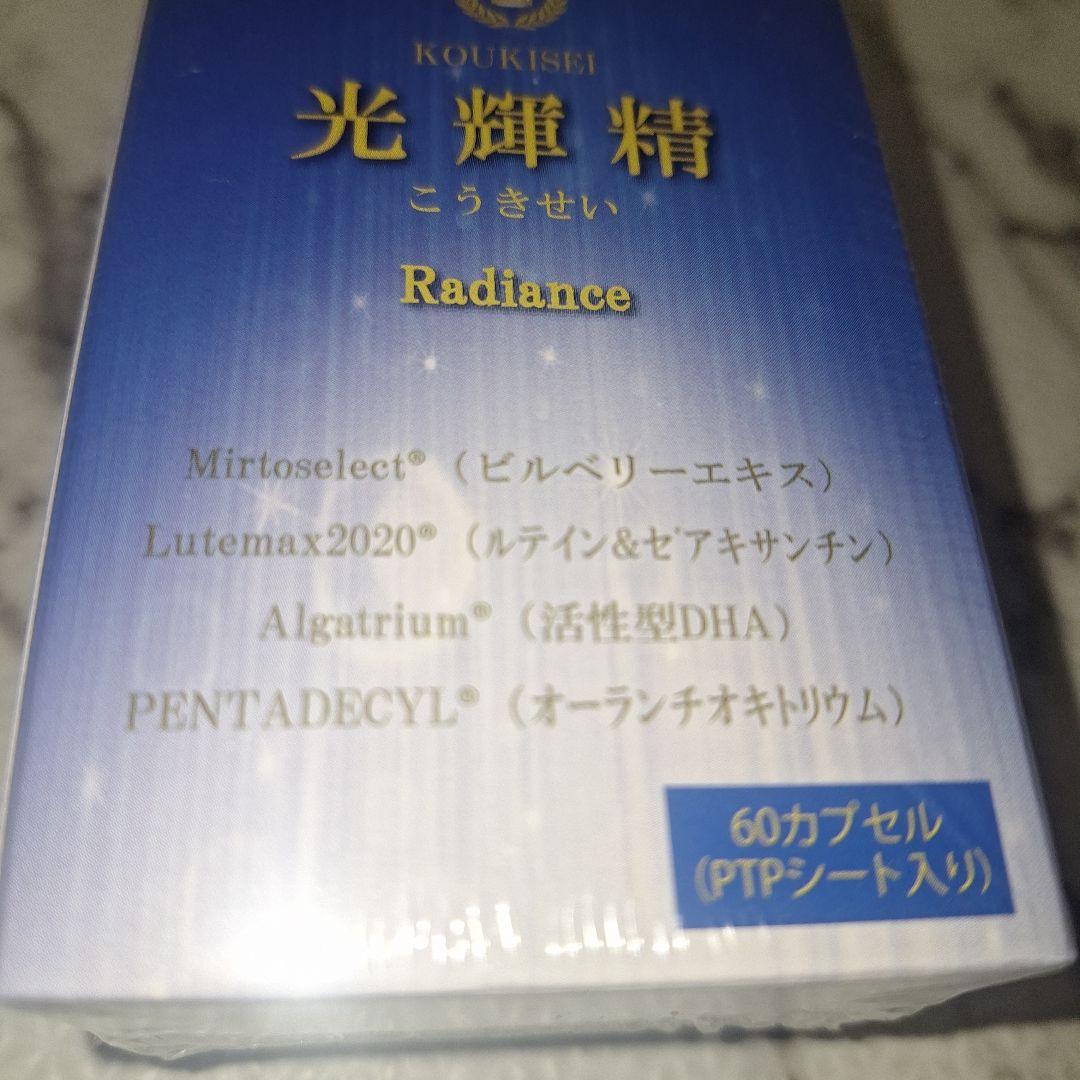 KOUKISEI
光輝精
こうきせい
Radiance
Mirtoselect®（ビルベリーエキス）
Lutemax2020®（ルテイン&ゼアキサンチン）
Algatrium®（活性型DHA）
PENTADECYL®（オーランチオキトリウム）
60カプセル
(PTPシート入り)